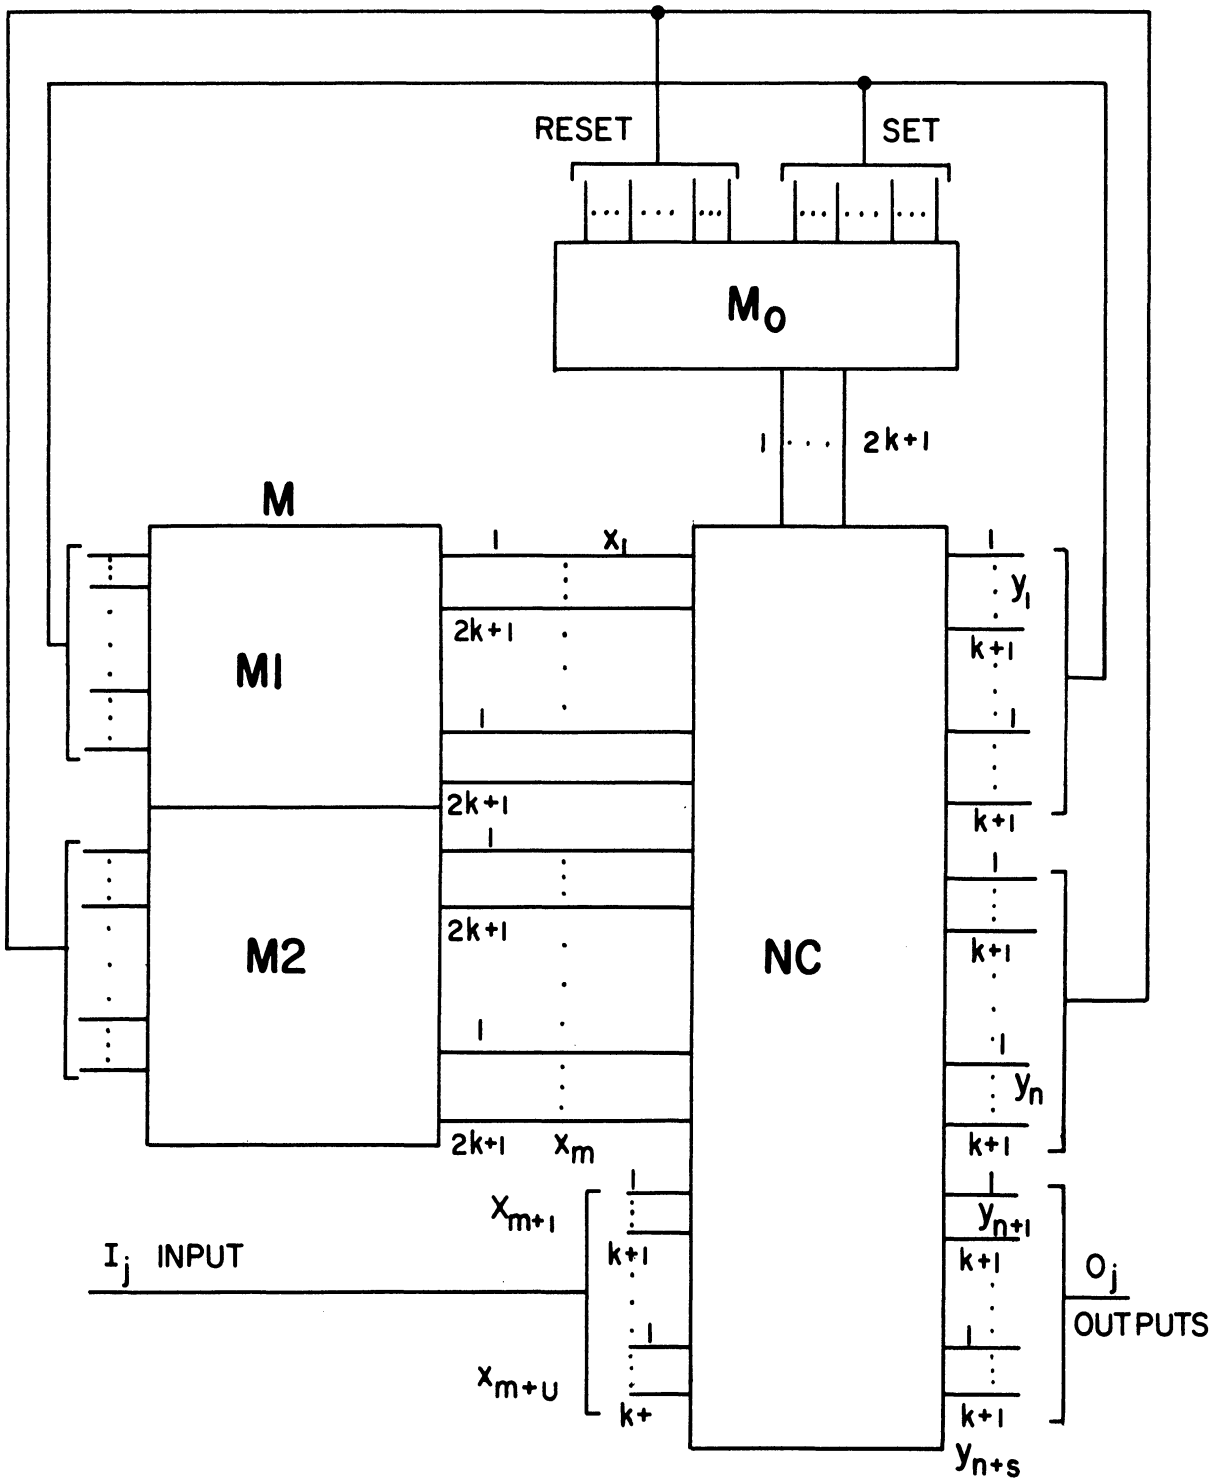 RESET SET
... ... ... ... ... ...
M₀
1 ... 2k+1
M
1 x₁ 1
y₁
2k+1 k+1
M1
1 1
2k+1 k+1
1 1
2k+1 k+1
M2 NC
1 1
yₙ
2k+1 xₘ k+1
1 1
xₘ₊₁ yₙ₊₁
k+1 k+1
Iⱼ INPUT Oⱼ
OUTPUTS
1 1
xₘ₊ᵤ
k+ k+1
yₙ₊ₛ